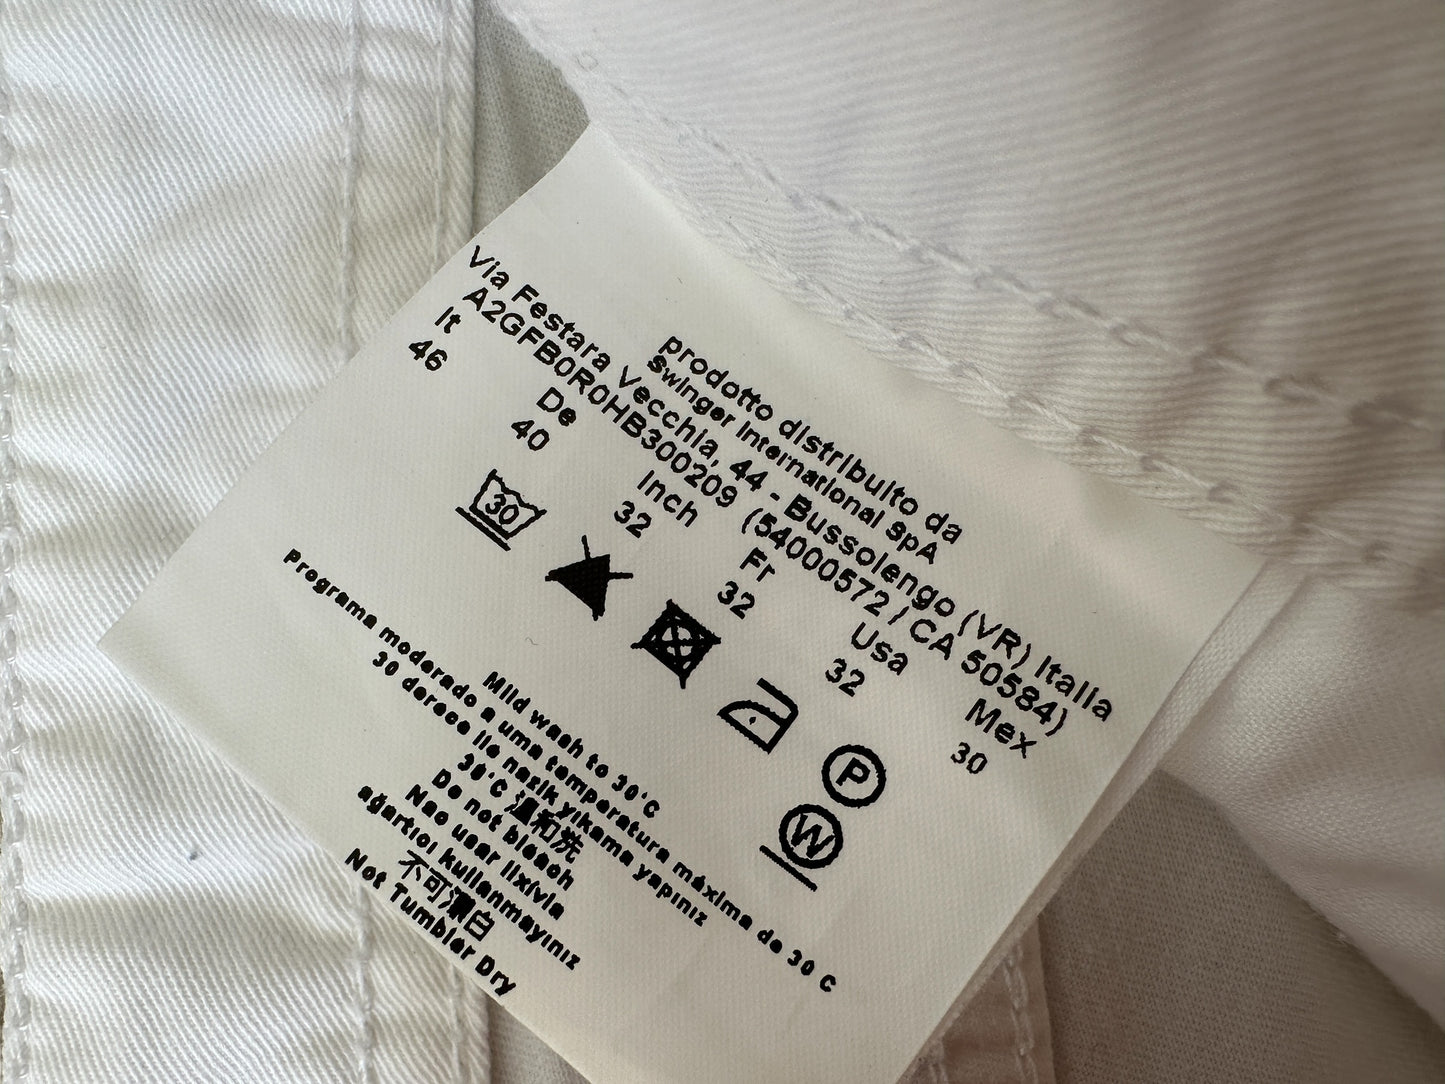 prodotto distribuito da
Swinger International SpA
Via Festara Vecchia, 44 - Bussolengo (VR) Italia
A2GFB0R0HB300209 (54000572 / CA 50584)
It De Inch Fr Usa Mex
46 40 32 32 32 30
30
P
W
Mild wash to 30°C
Programa moderado a uma temperatura máxima de 30 C
30 derece ile nazik yıkama yapınız
30°C 温和洗
Do not bleach
Nao usar lixivia
ağartıcı kullanmayınız
不可漂白
Not Tumbler Dry